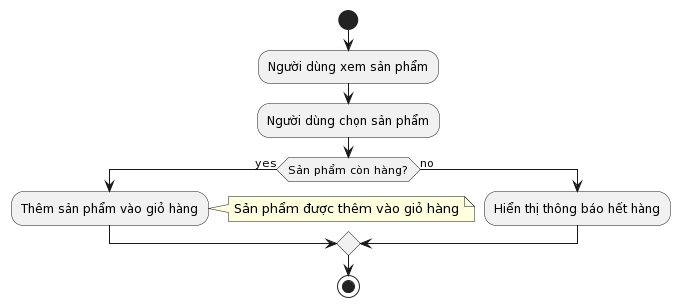 Người dùng xem sản phẩm
Người dùng chọn sản phẩm
yes
Sản phẩm còn hàng?
no
Thêm sản phẩm vào giỏ hàng
Sản phẩm được thêm vào giỏ hàng
Hiển thị thông báo hết hàng